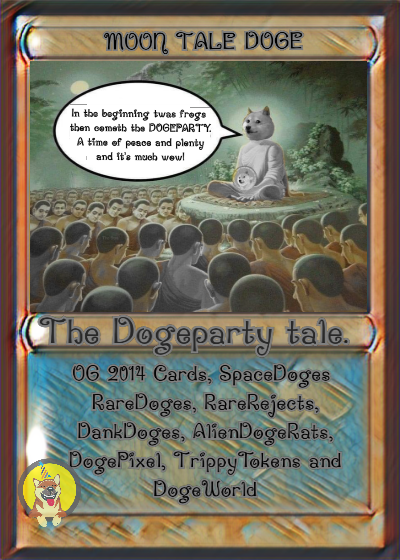 MOON TALE DOGE
In the beginning twas frogs
then cometh the DOGEPARTY.
A time of peace and plenty
and it's much wow!
The Dogeparty tale.
OG 2014 Cards, SpaceDoges
RareDoges, RareRejects,
DankDoges, AlienDogeRats,
DogePixel, TrippyTokens and
DogeWorld